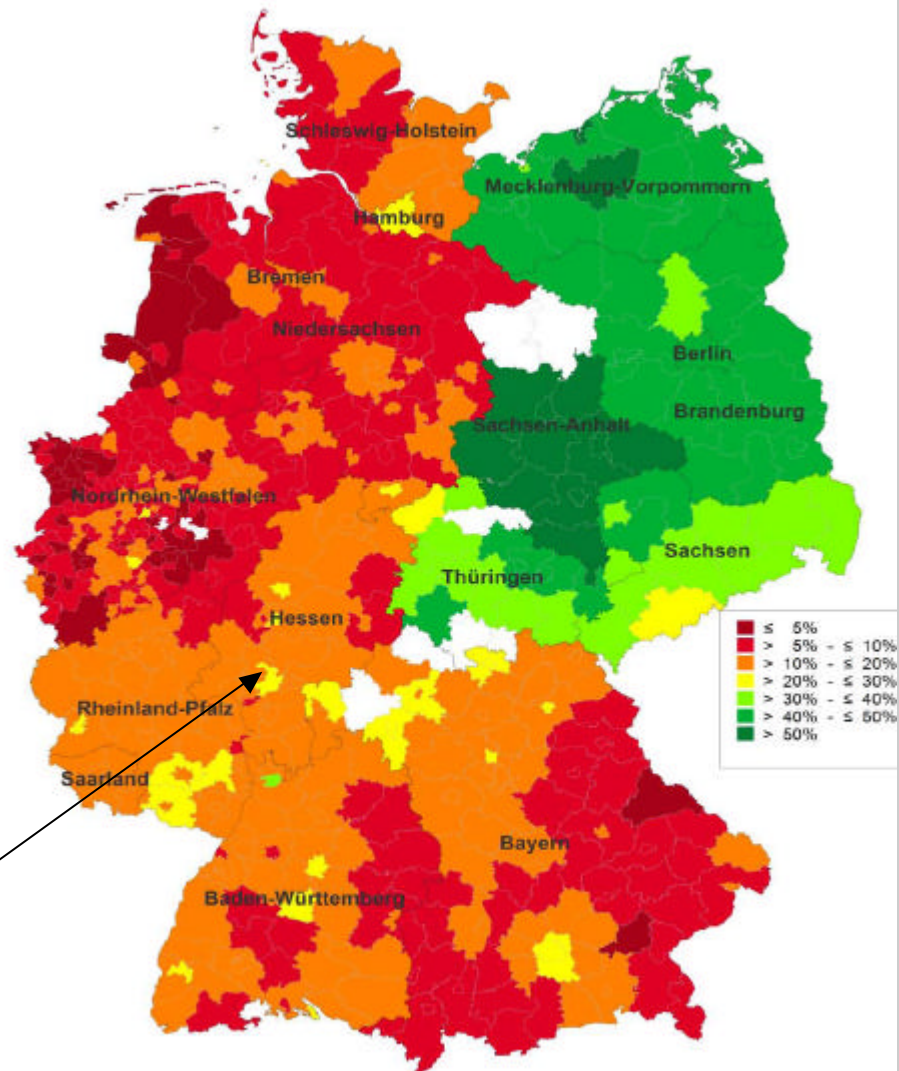 Schleswig-Holstein
Mecklenburg-Vorpommern
Hamburg
Bremen
Niedersachsen
Berlin
Brandenburg
Sachsen-Anhalt
Nordrhein-Westfalen
Sachsen
Thüringen
Hessen
≤ 5%
> 5% - ≤ 10%
> 10% - ≤ 20%
> 20% - ≤ 30%
> 30% - ≤ 40%
> 40% - ≤ 50%
> 50%
Rheinland-Pfalz
Saarland
Bayern
Baden-Württemberg